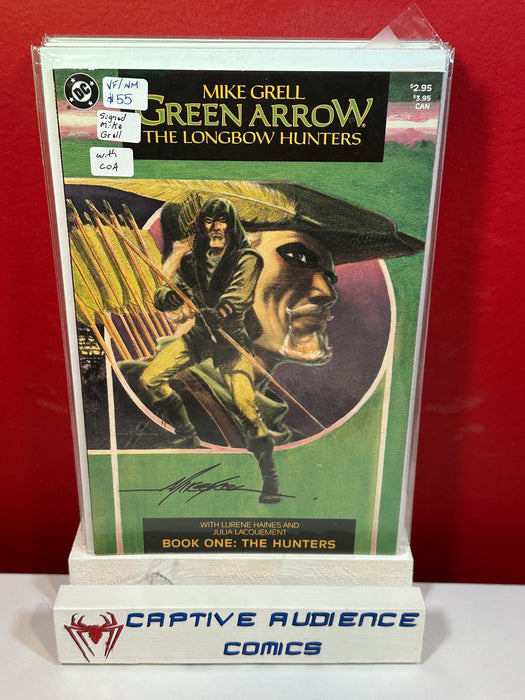 DC
VF/NM
$55
Signed
Mike
Grell
with
COA
MIKE GRELL
GREEN ARROW®
THE LONGBOW HUNTERS
$2.95
$3.95
CAN
WITH LURENE HAINES AND
JULIA LACQUEMENT
BOOK ONE: THE HUNTERS
CAPTIVE AUDIENCE
COMICS